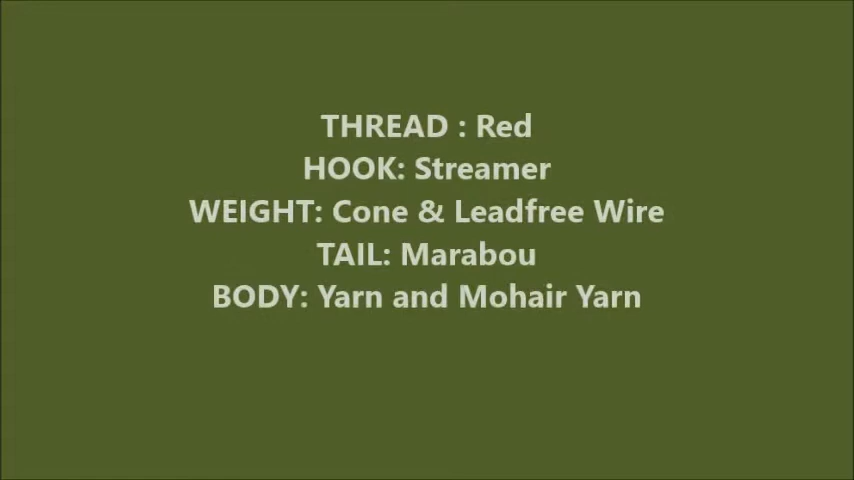 THREAD : Red
HOOK: Streamer
WEIGHT: Cone & Leadfree Wire
TAIL: Marabou
BODY: Yarn and Mohair Yarn